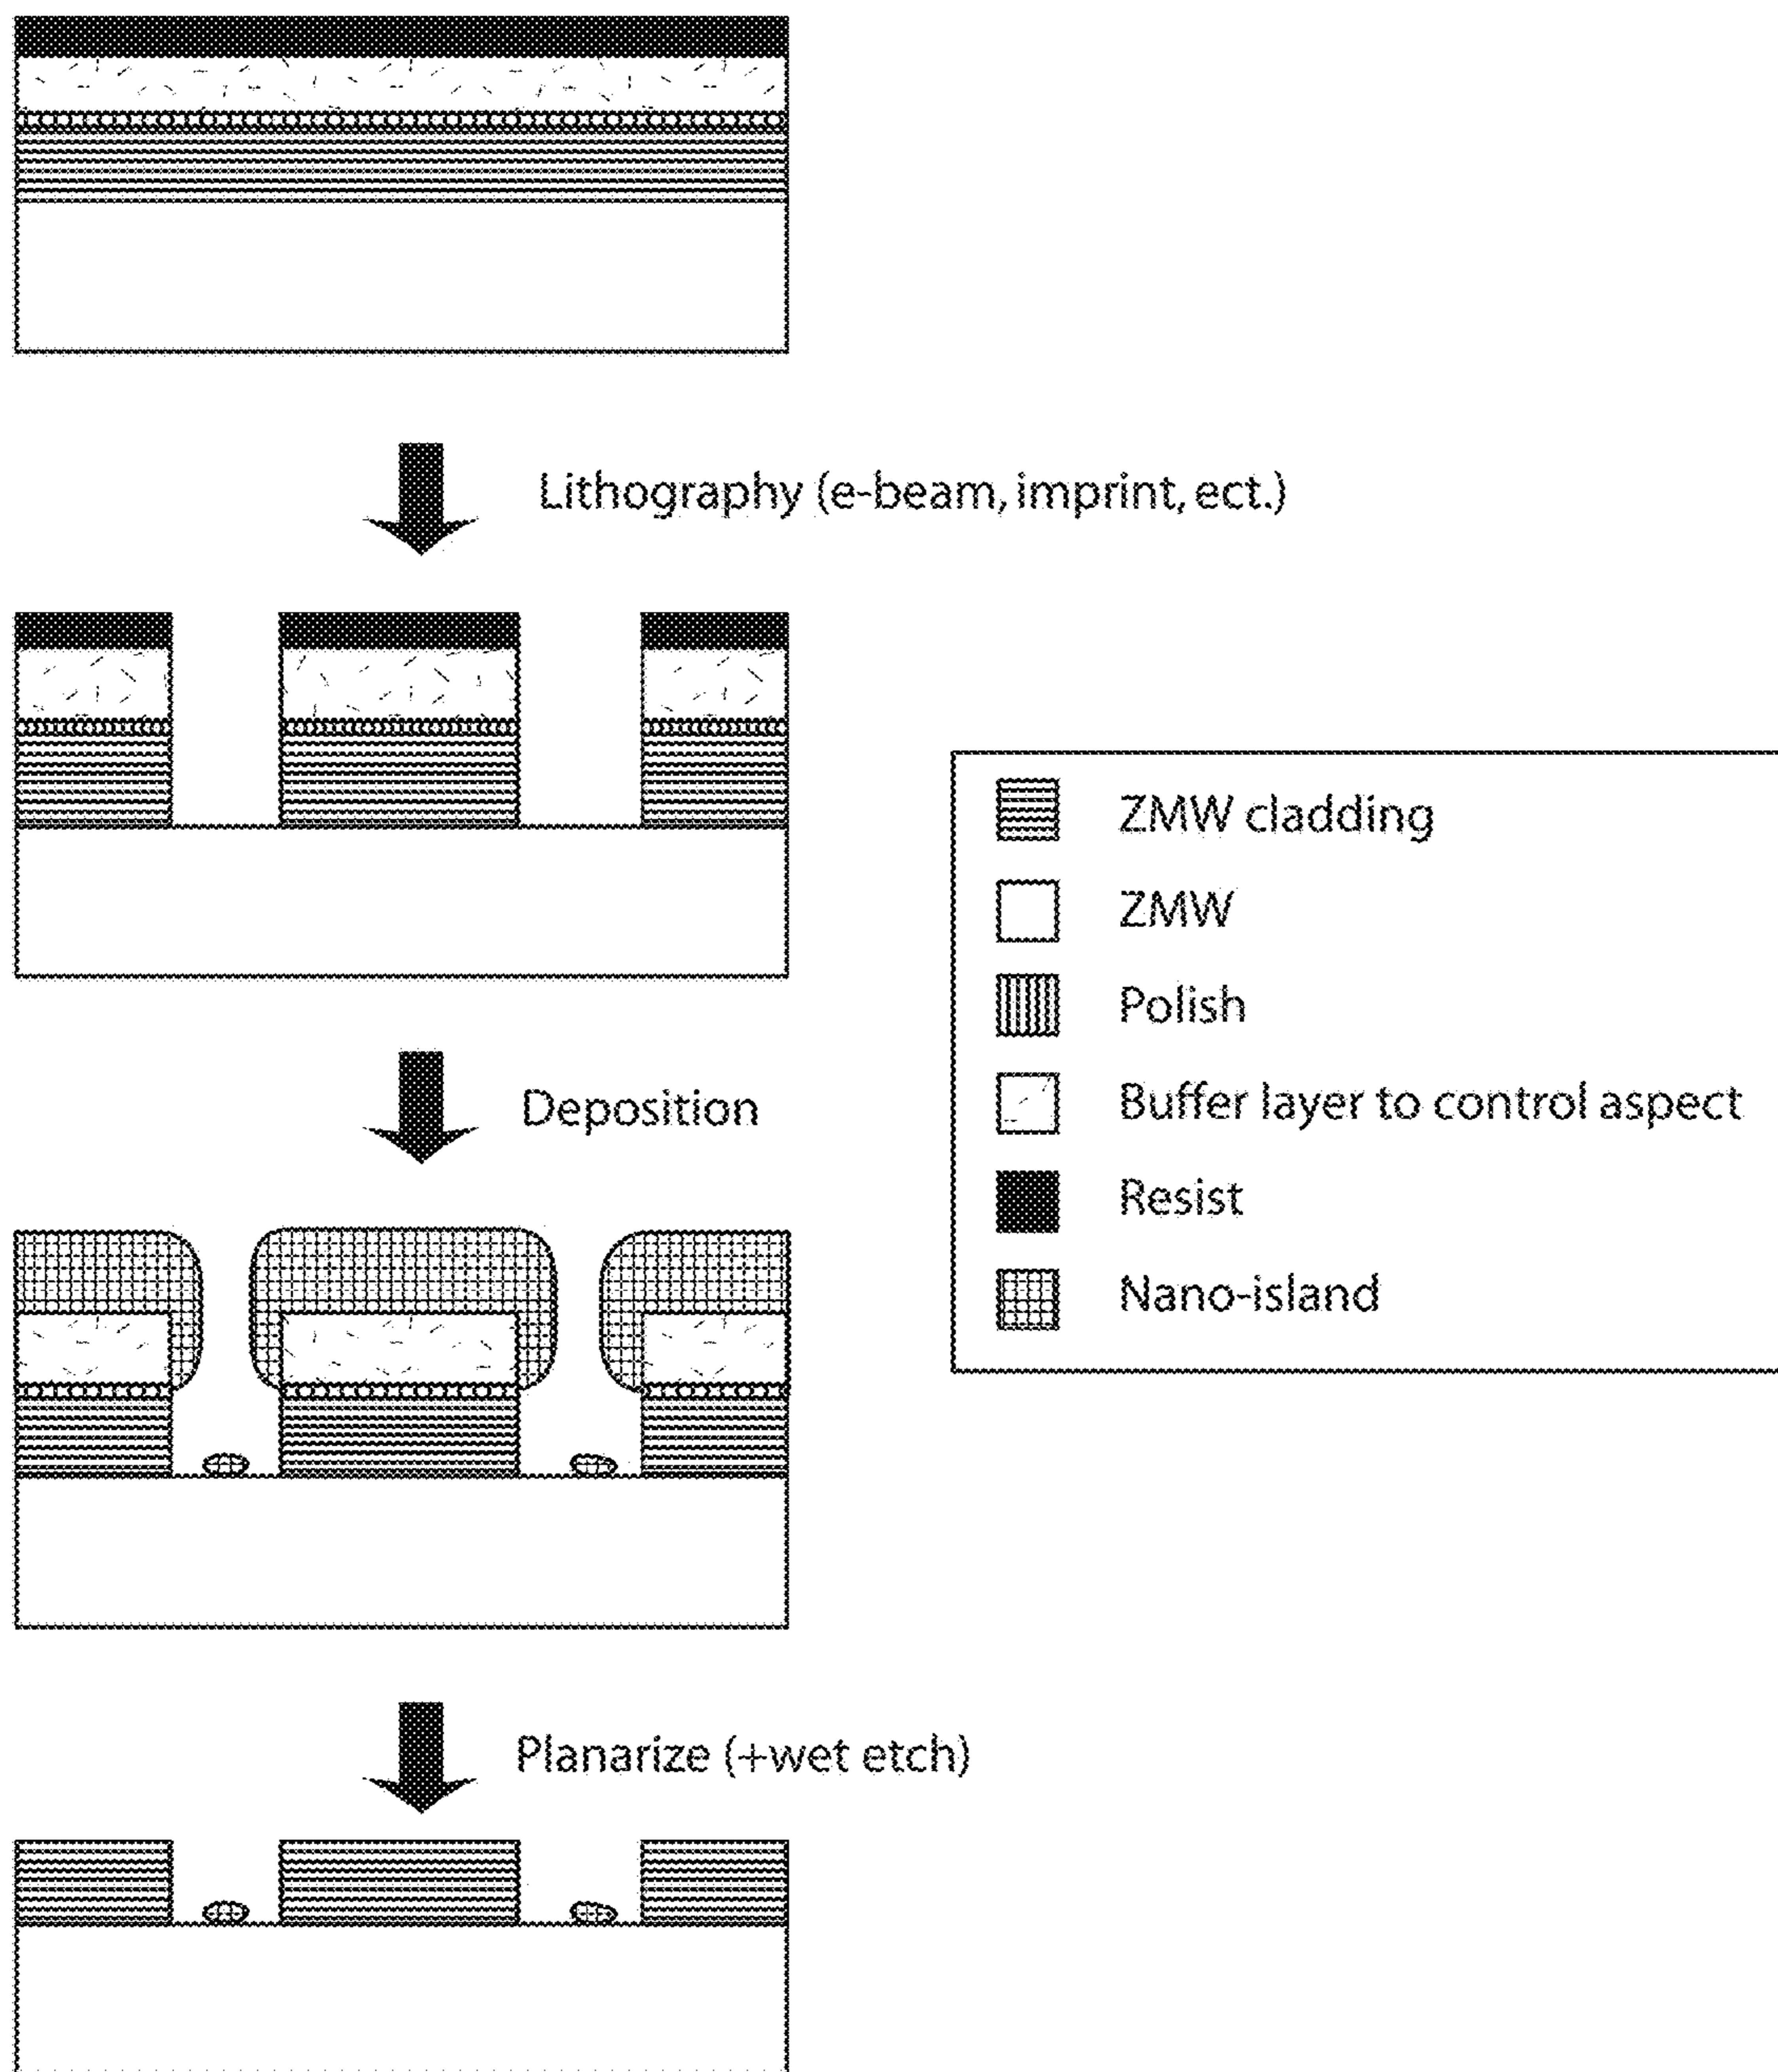 Lithography (e-beam, imprint, ect.)
ZMW cladding
ZMW
Polish
Buffer layer to control aspect
Resist
Nano-island
Deposition
Planarize (+wet etch)